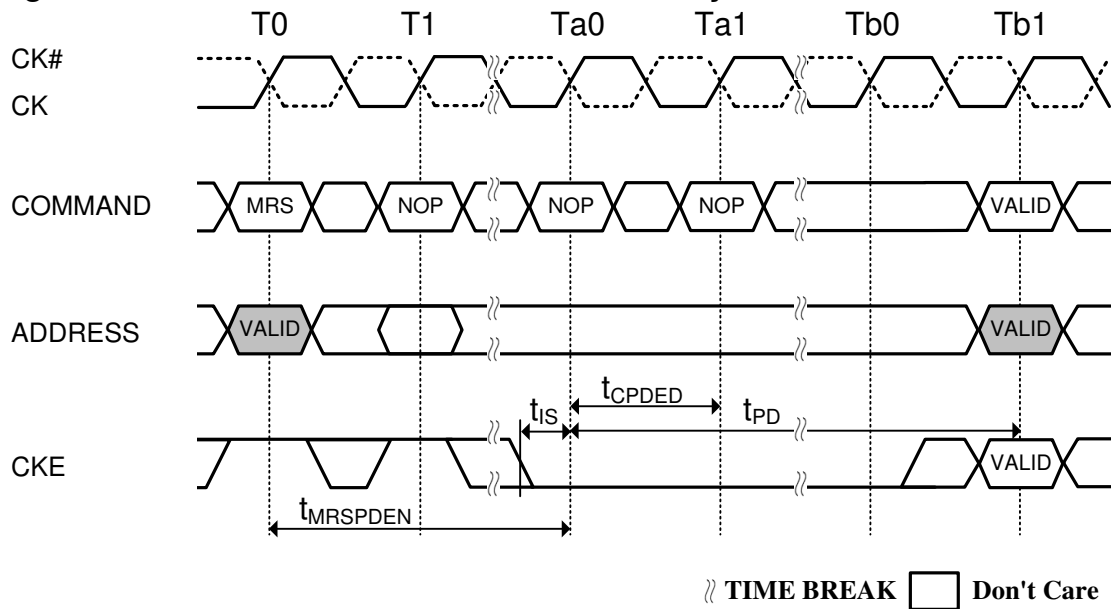 T0 T1 Ta0 Ta1 Tb0 Tb1
CK#
CK
COMMAND MRS NOP NOP NOP VALID
ADDRESS VALID VALID
tCPDED
tIS tPD
CKE VALID
tMRSPDEN
TIME BREAK Don't Care